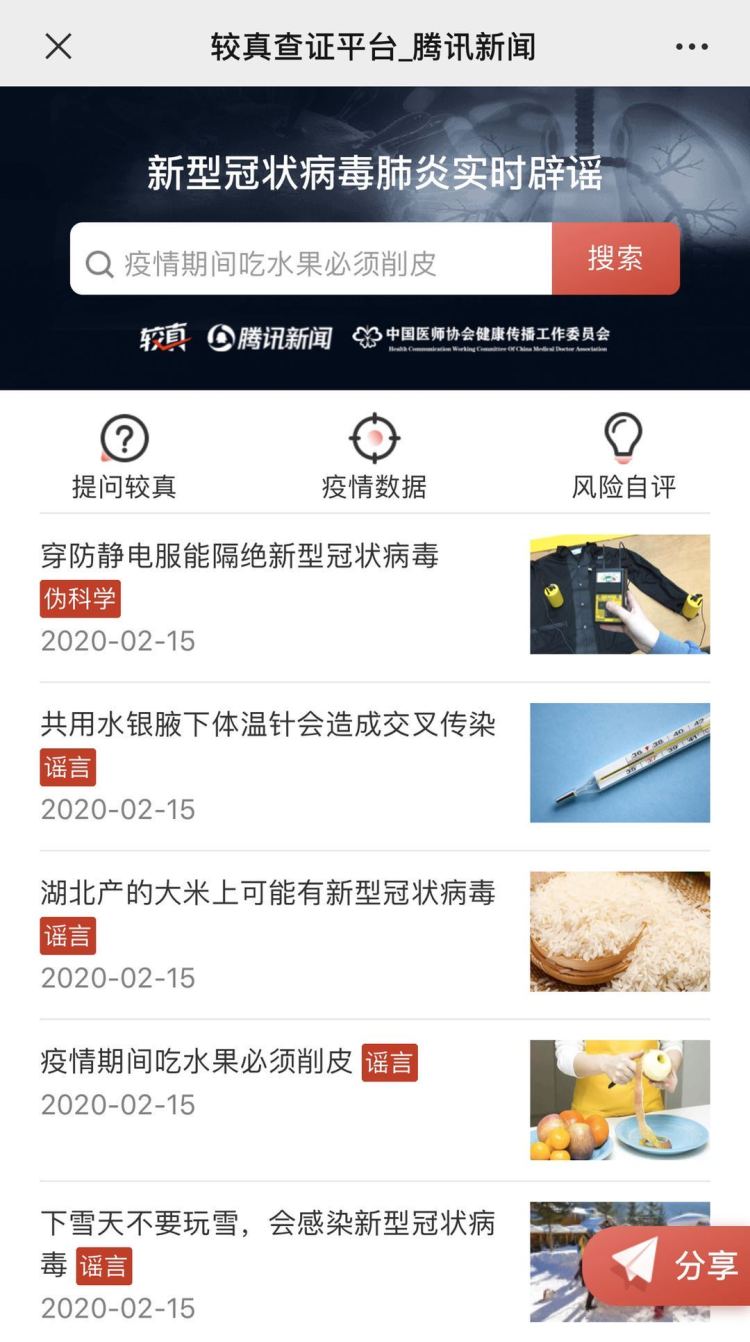 较真查证平台_腾讯新闻
新型冠状病毒肺炎实时辟谣
疫情期间吃水果必须削皮
搜索
较真 腾讯新闻 中国医师协会健康传播工作委员会
Health Communication Working Committee Of China Medical Doctor Association
提问较真 疫情数据 风险自评
穿防静电服能隔绝新型冠状病毒
伪科学
2020-02-15
共用水银腋下体温针会造成交叉传染
谣言
2020-02-15
湖北产的大米上可能有新型冠状病毒
谣言
2020-02-15
疫情期间吃水果必须削皮 谣言
2020-02-15
下雪天不要玩雪，会感染新型冠状病
毒 谣言
2020-02-15
分享